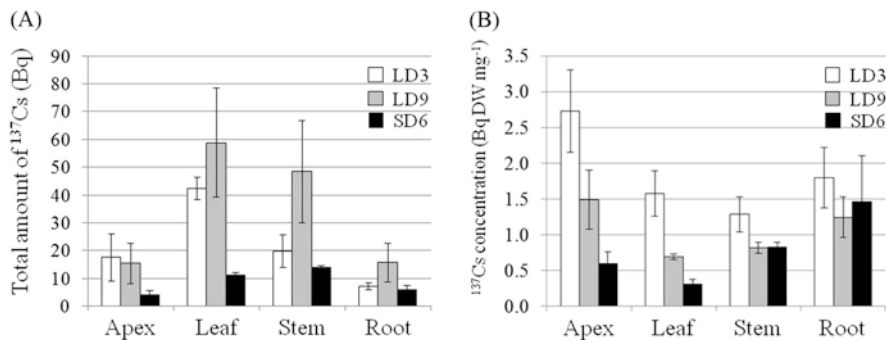 (A)
Total amount of ¹³⁷Cs (Bq)
90
80
70
60
50
40
30
20
10
0
LD3
LD9
SD6
Apex Leaf Stem Root
(B)
¹³⁷Cs concentration (Bq DW mg⁻¹)
3.5
3.0
2.5
2.0
1.5
1.0
0.5
0.0
LD3
LD9
SD6
Apex Leaf Stem Root